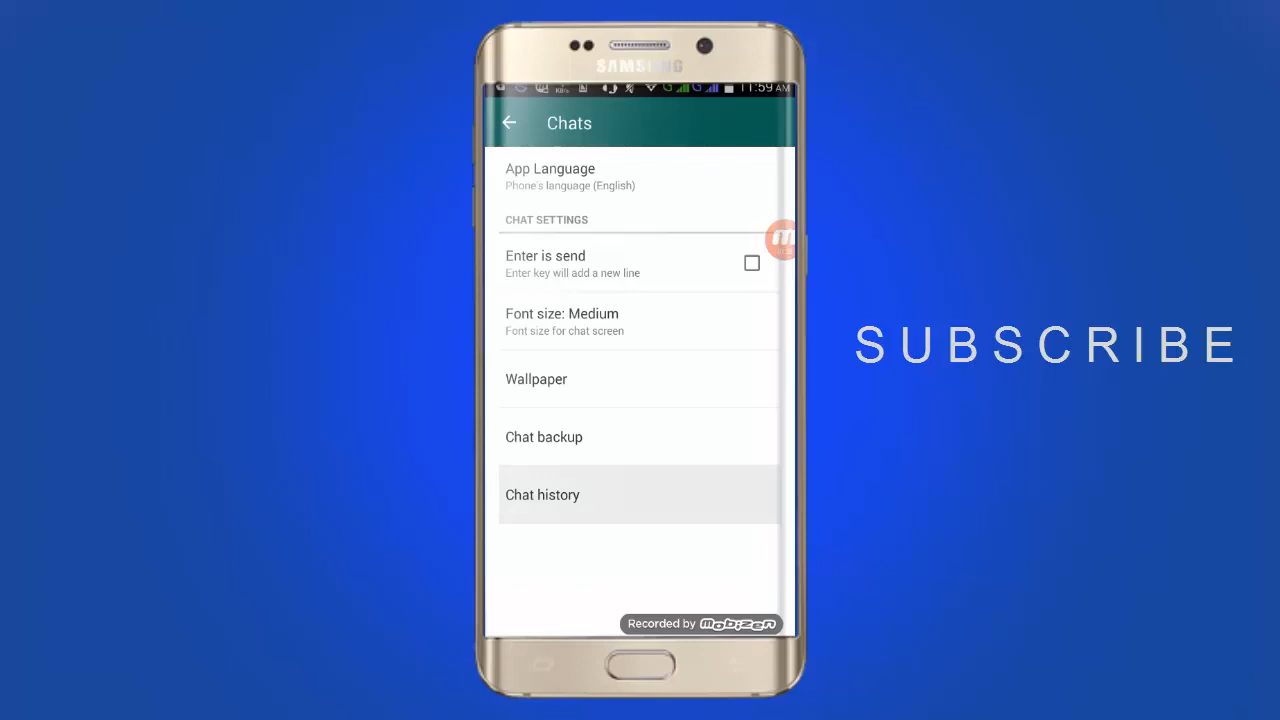 SAMSUNG
11:59 AM
Chats
App Language
Phone's language (English)
CHAT SETTINGS
Enter is send
Enter key will add a new line
Font size: Medium
Font size for chat screen
SUBSCRIBE
Wallpaper
Chat backup
Chat history
Recorded by mobizen